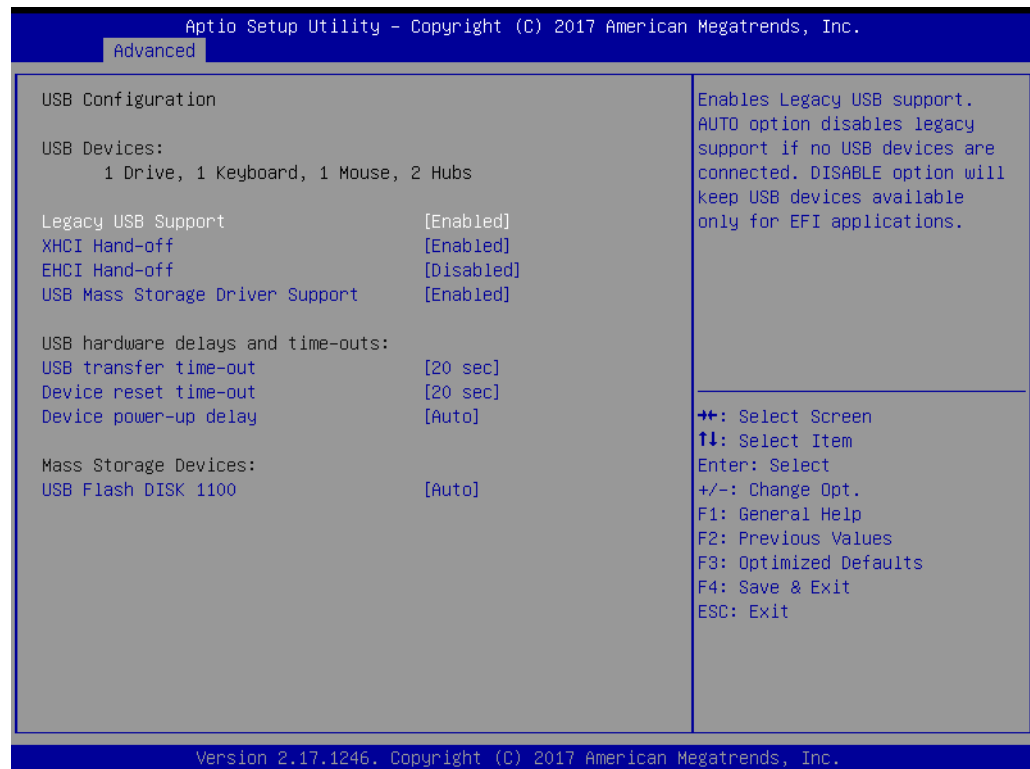 Aptio Setup Utility – Copyright (C) 2017 American Megatrends, Inc.
Advanced
USB Configuration
USB Devices:
1 Drive, 1 Keyboard, 1 Mouse, 2 Hubs
Legacy USB Support [Enabled]
XHCI Hand-off [Enabled]
EHCI Hand-off [Disabled]
USB Mass Storage Driver Support [Enabled]
USB hardware delays and time-outs:
USB transfer time-out [20 sec]
Device reset time-out [20 sec]
Device power-up delay [Auto]
Mass Storage Devices:
USB Flash DISK 1100 [Auto]
Enables Legacy USB support.
AUTO option disables legacy
support if no USB devices are
connected. DISABLE option will
keep USB devices available
only for EFI applications.
→←: Select Screen
↑↓: Select Item
Enter: Select
+/-: Change Opt.
F1: General Help
F2: Previous Values
F3: Optimized Defaults
F4: Save & Exit
ESC: Exit
Version 2.17.1246. Copyright (C) 2017 American Megatrends, Inc.